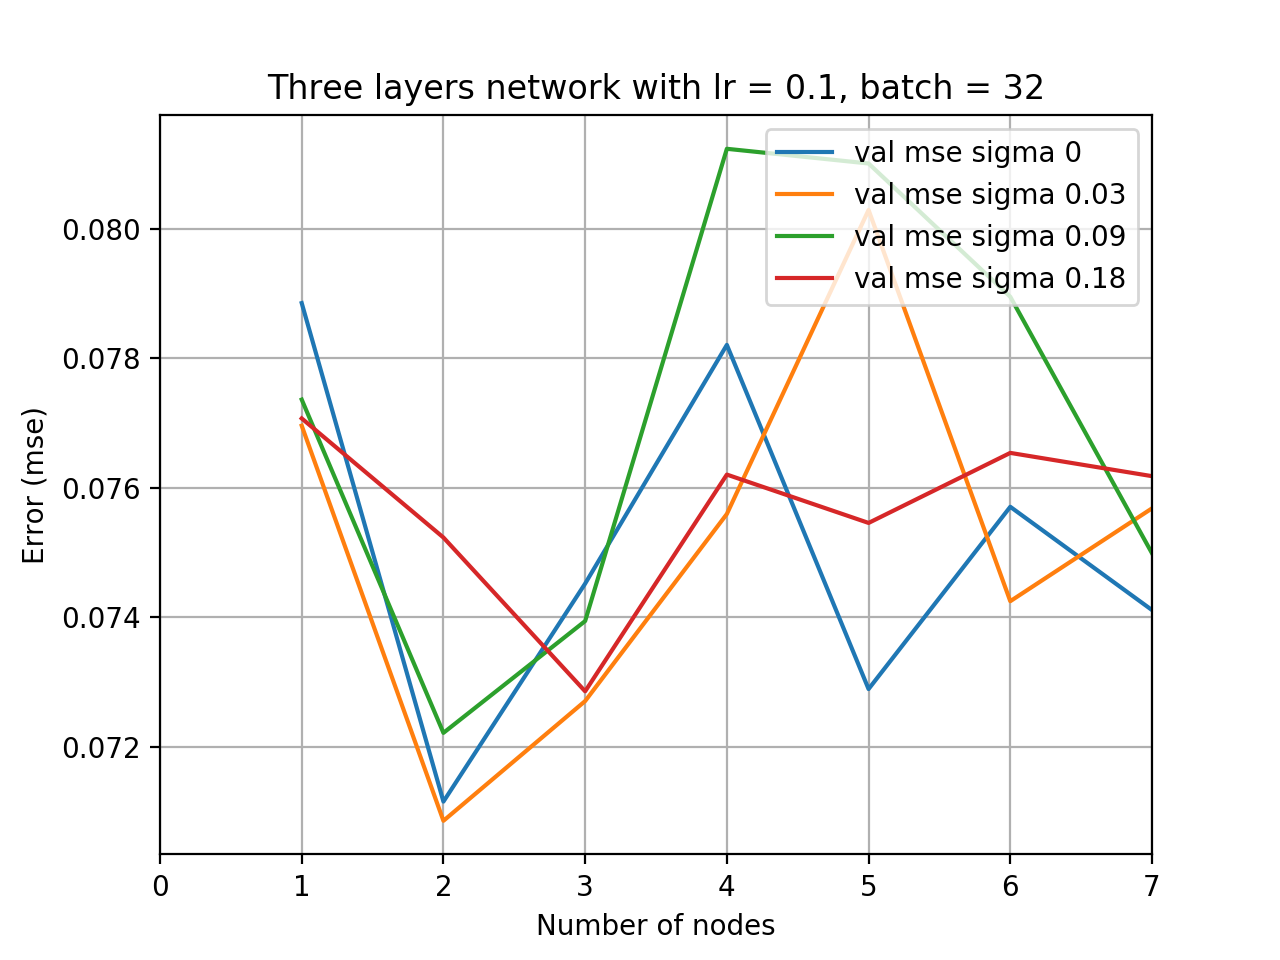 Three layers network with lr = 0.1, batch = 32
val mse sigma 0
val mse sigma 0.03
val mse sigma 0.09
val mse sigma 0.18
0.080
0.078
0.076
0.074
0.072
Error (mse)
0 1 2 3 4 5 6 7
Number of nodes